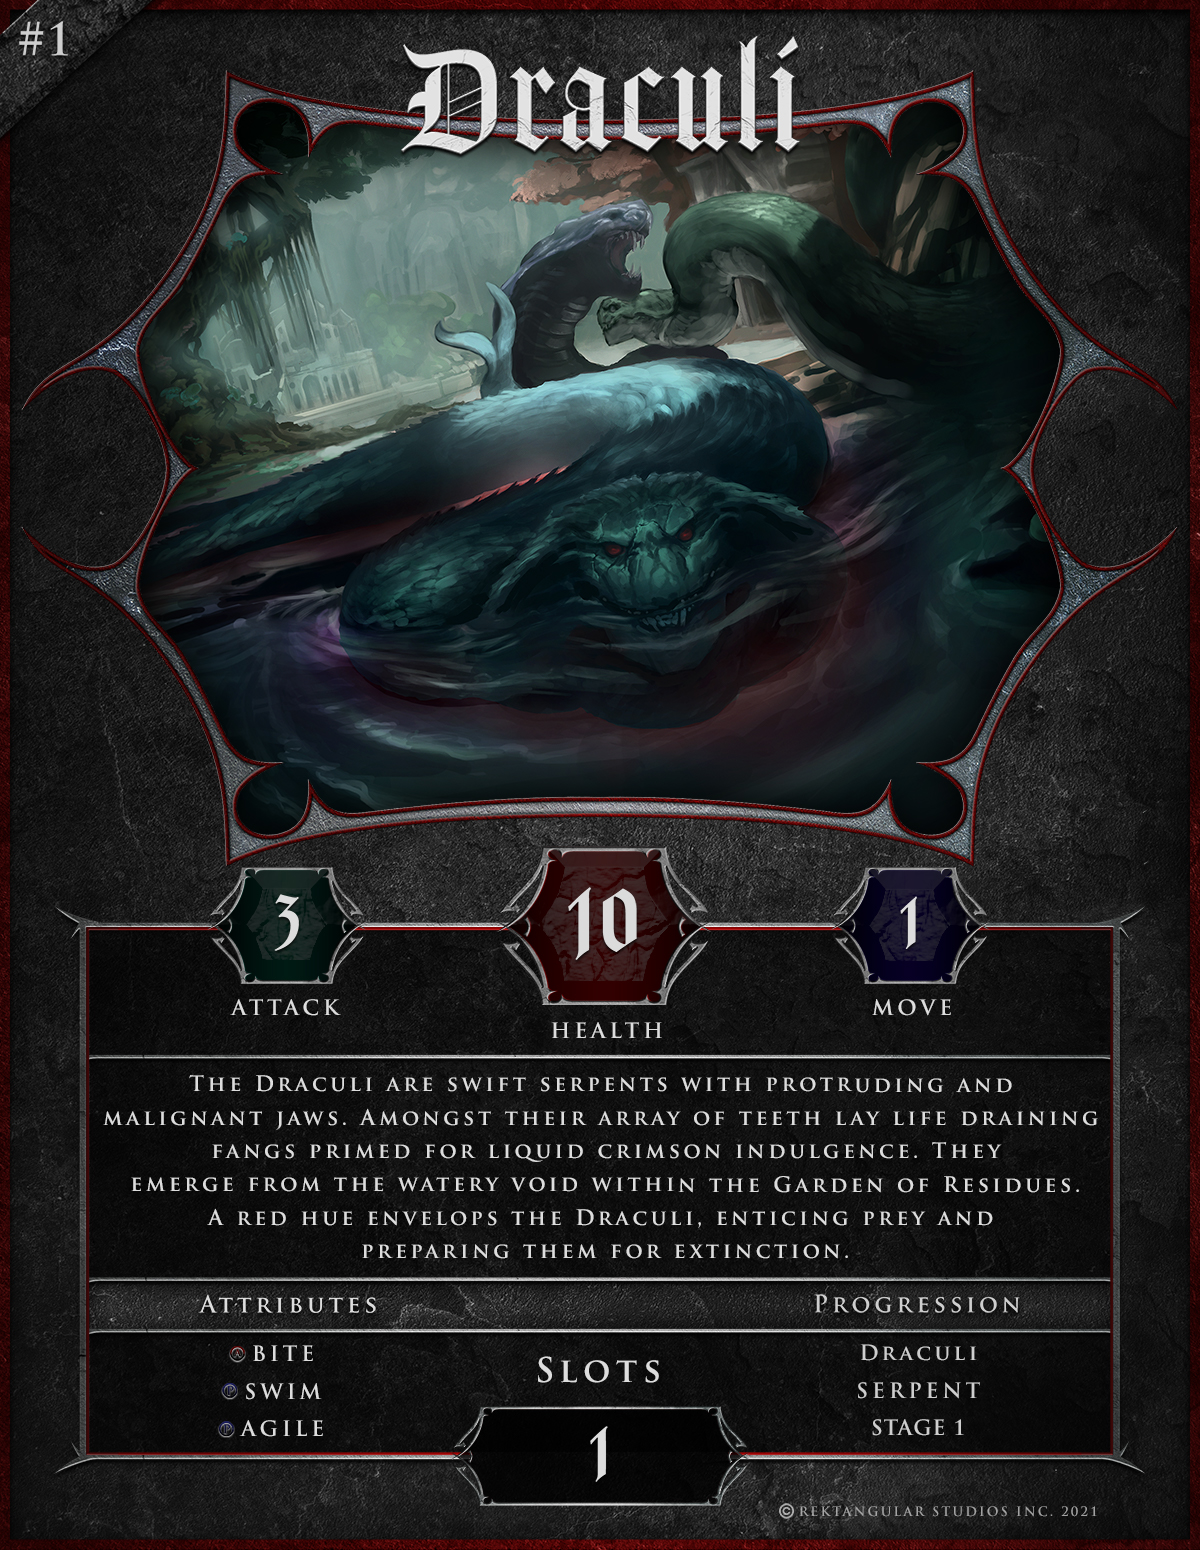 #1
Draculi
3
10
1
ATTACK
HEALTH
MOVE
THE DRACULI ARE SWIFT SERPENTS WITH PROTRUDING AND
MALIGNANT JAWS. AMONGST THEIR ARRAY OF TEETH LAY LIFE DRAINING
FANGS PRIMED FOR LIQUID CRIMSON INDULGENCE. THEY
EMERGE FROM THE WATERY VOID WITHIN THE GARDEN OF RESIDUES.
A RED HUE ENVELOPS THE DRACULI, ENTICING PREY AND
PREPARING THEM FOR EXTINCTION.
ATTRIBUTES
PROGRESSION
A BITE
P SWIM
P AGILE
SLOTS
1
DRACULI
SERPENT
STAGE 1
© REKTANGULAR STUDIOS INC. 2021